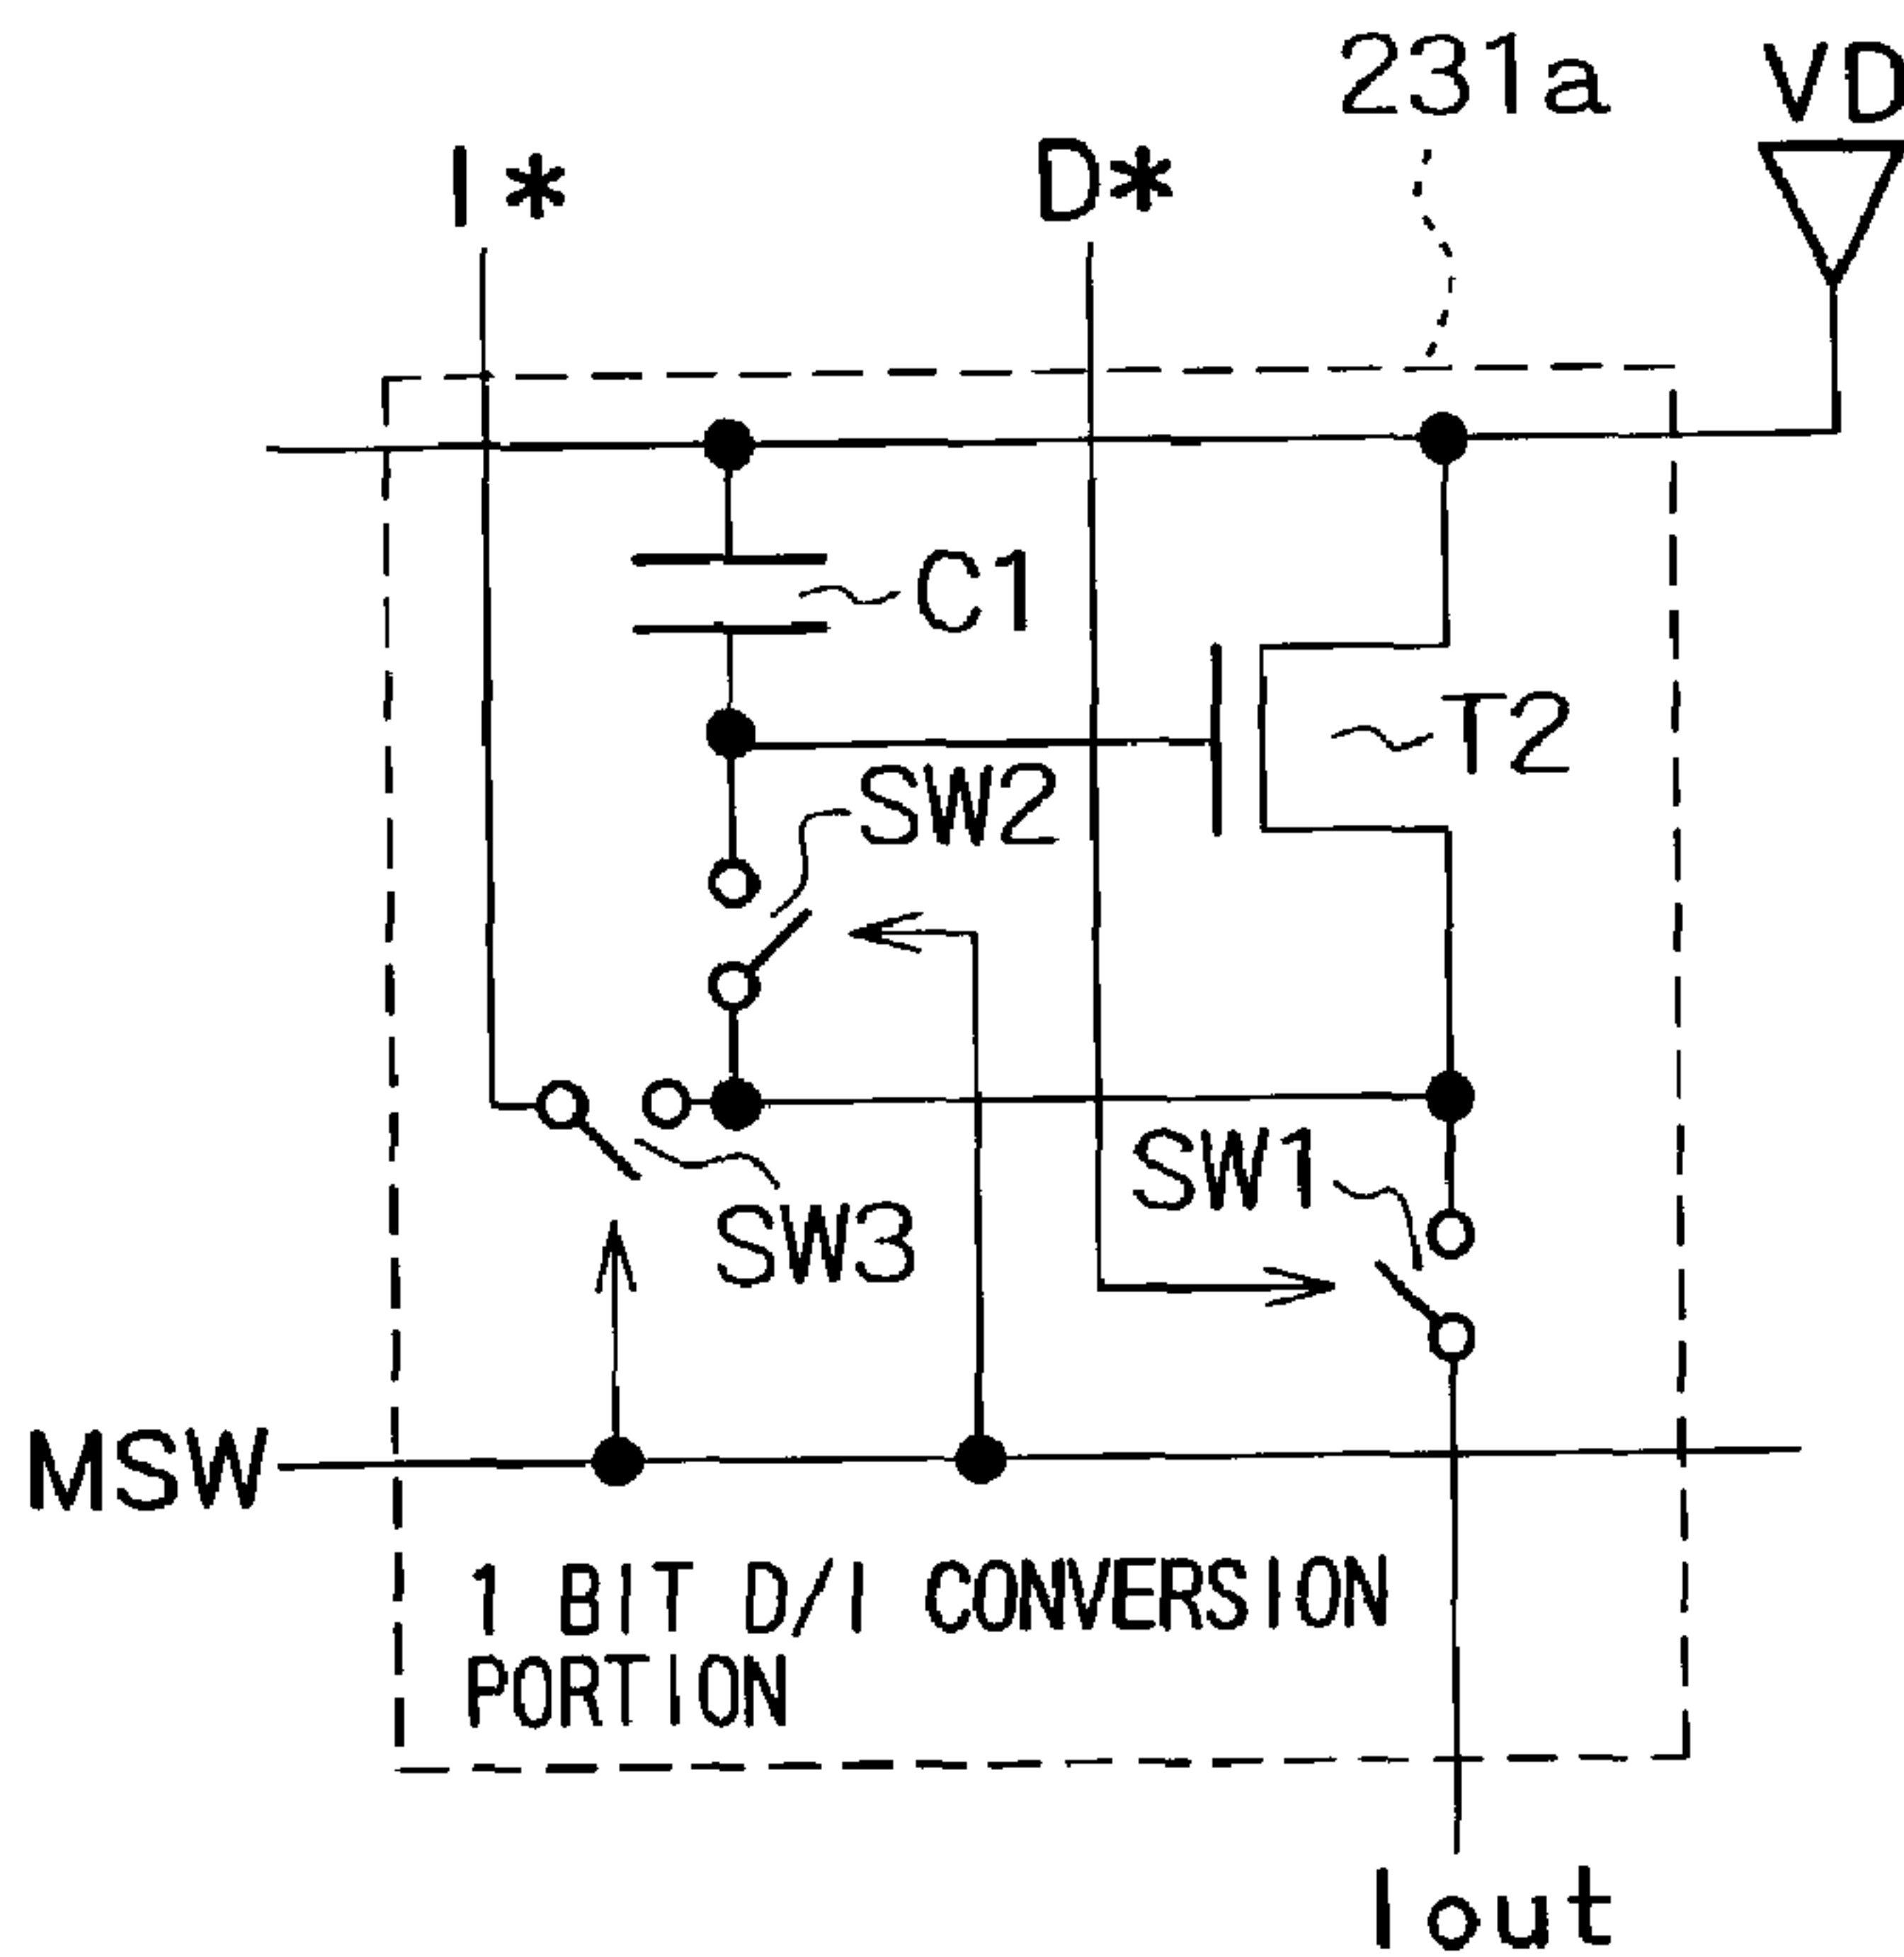 231a
VD
I*
D*
C1
T2
SW2
SW1
SW3
MSW
1 BIT D/I CONVERSION
PORTION
Iout